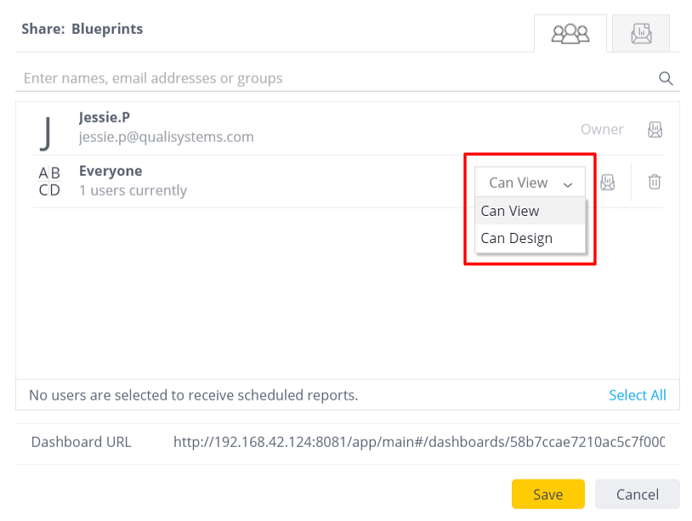 Share: Blueprints
Enter names, email addresses or groups
J
Jessie.P
jessie.p@qualisystems.com
Owner
AB
CD
Everyone
1 users currently
Can View
Can View
Can Design
No users are selected to receive scheduled reports.
Select All
Dashboard URL
http://192.168.42.124:8081/app/main#/dashboards/58b7ccae7210ac5c7f000
Save
Cancel